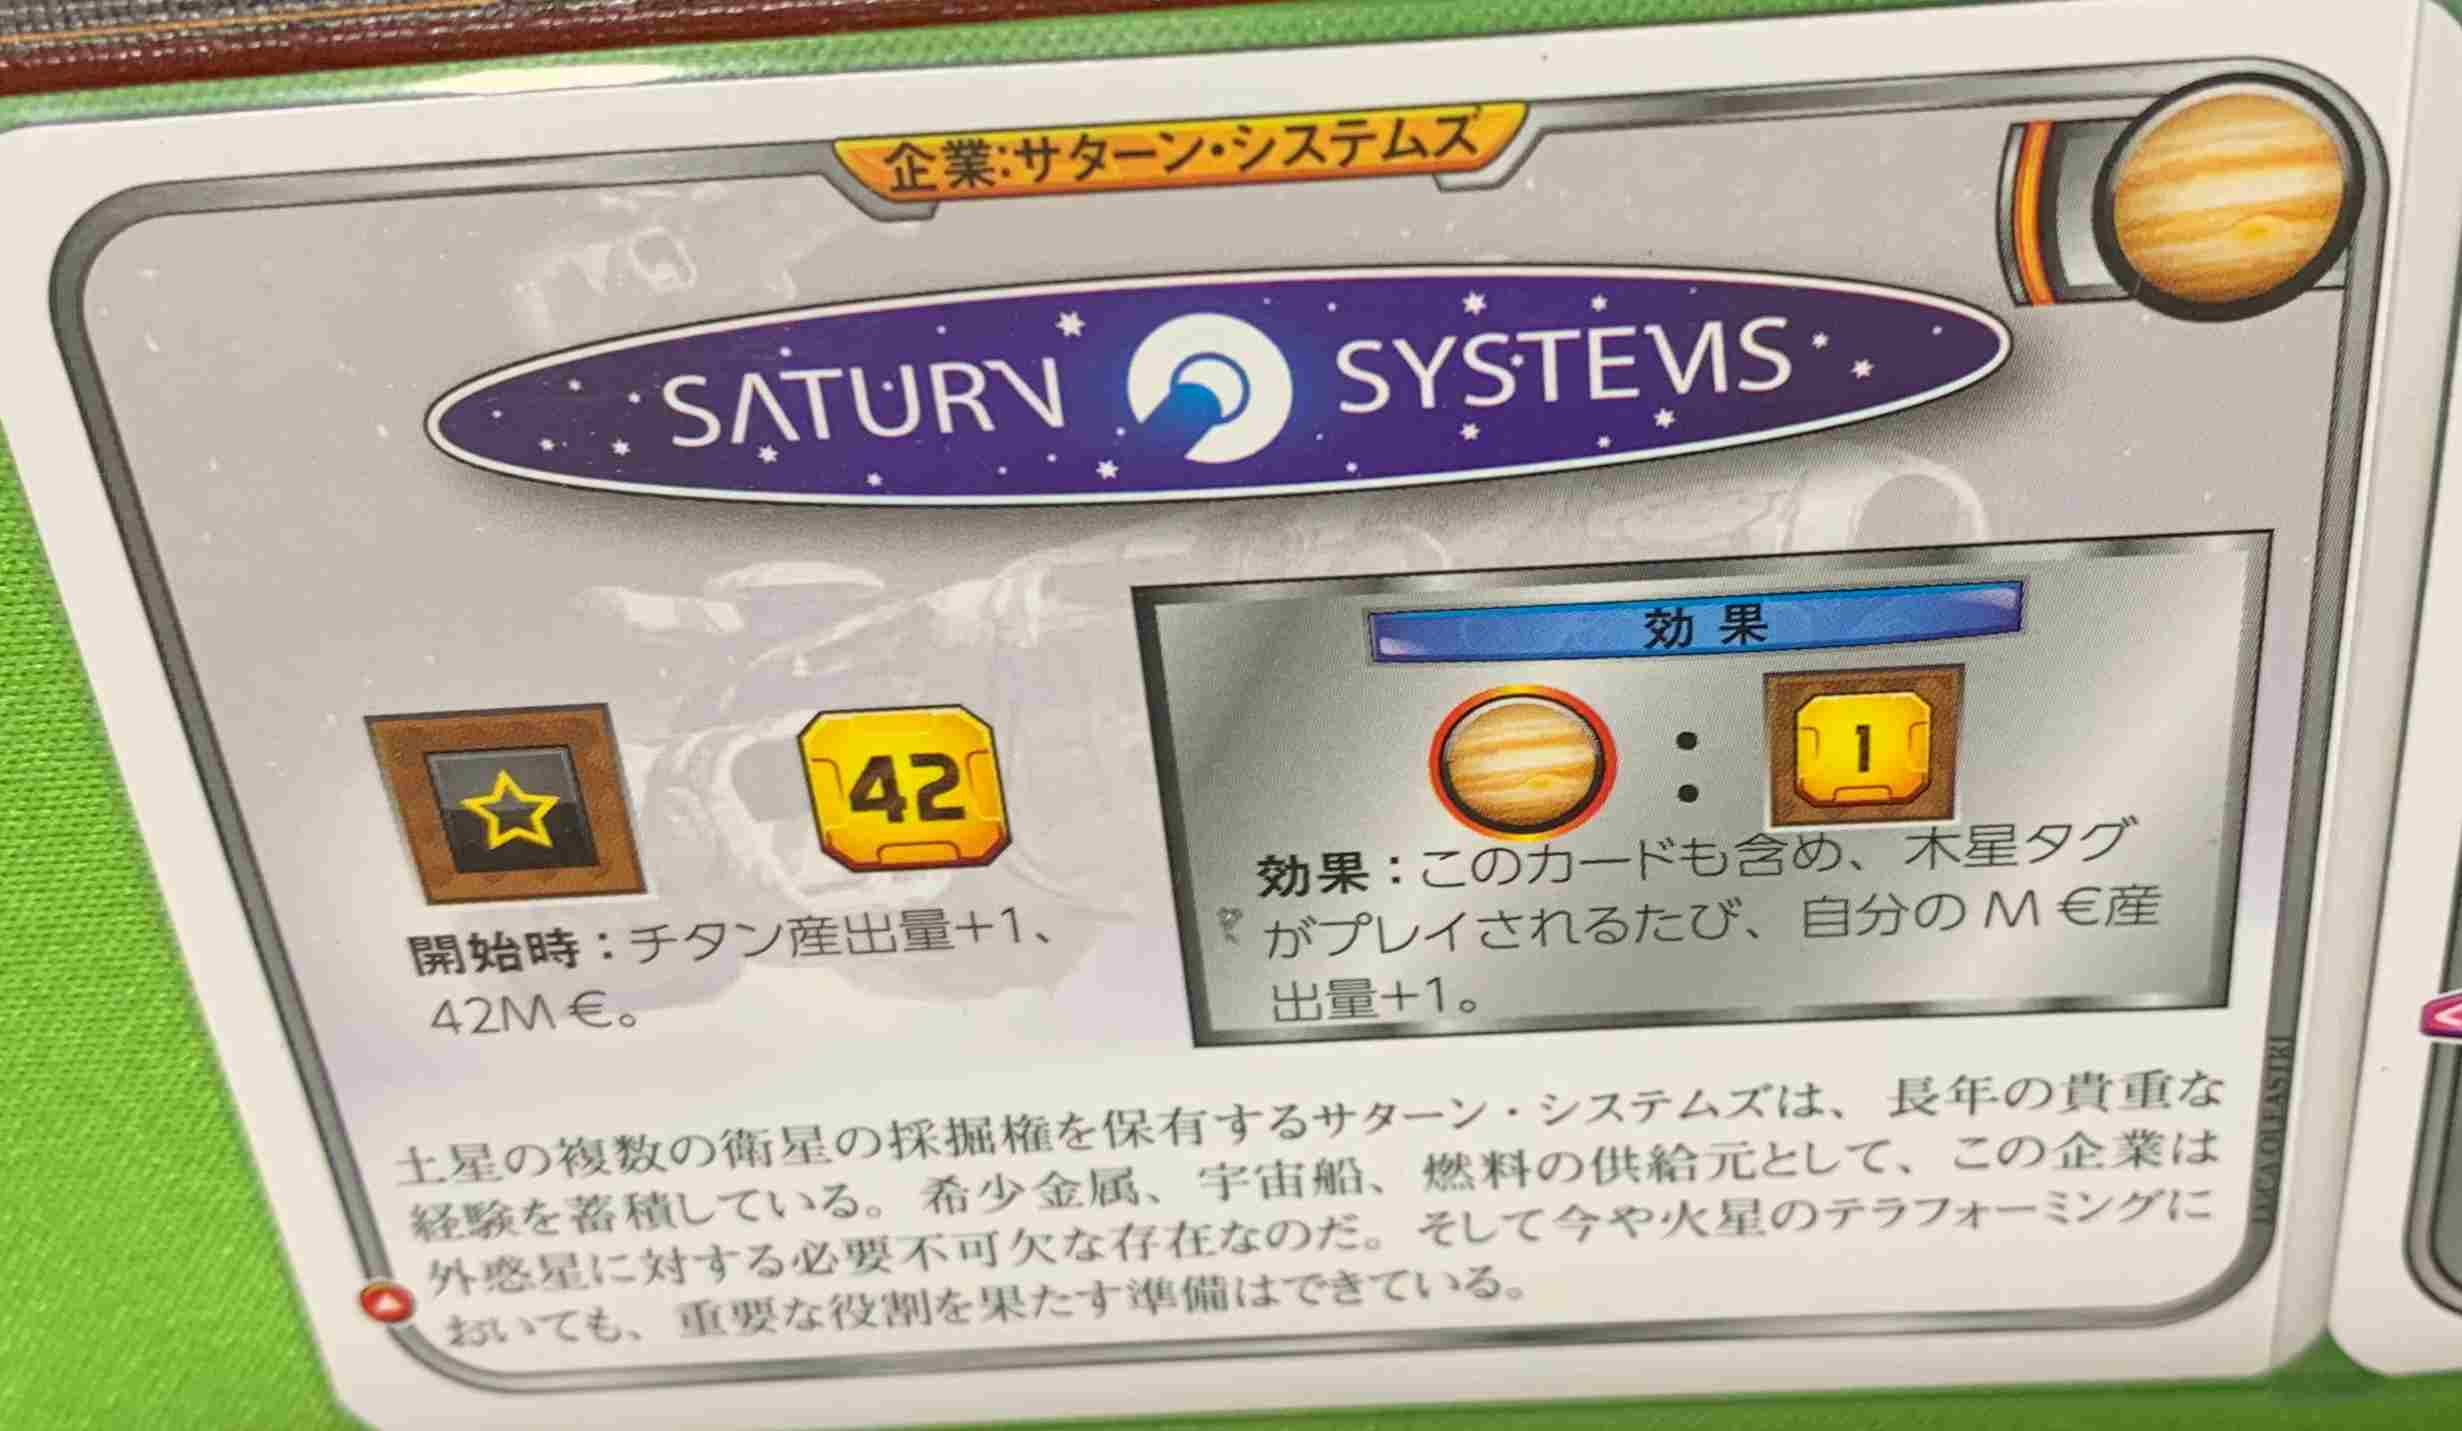 企業:サターン・システムズ
SATURN SYSTEMS
効果
1
42
効果:このカードも含め、木星タグ
がプレイされるたび、自分のM€産
出量+1。
開始時:チタン産出量+1、
42M€。
土星の複数の衛星の採掘権を保有するサターン・システムズは、長年の貴重な
経験を蓄積している。希少金属、宇宙船、燃料の供給元として、この企業は
外惑星に対する必要不可欠な存在なのだ。そして今や火星のテラフォーミングに
おいても、重要な役割を果たす準備はできている。